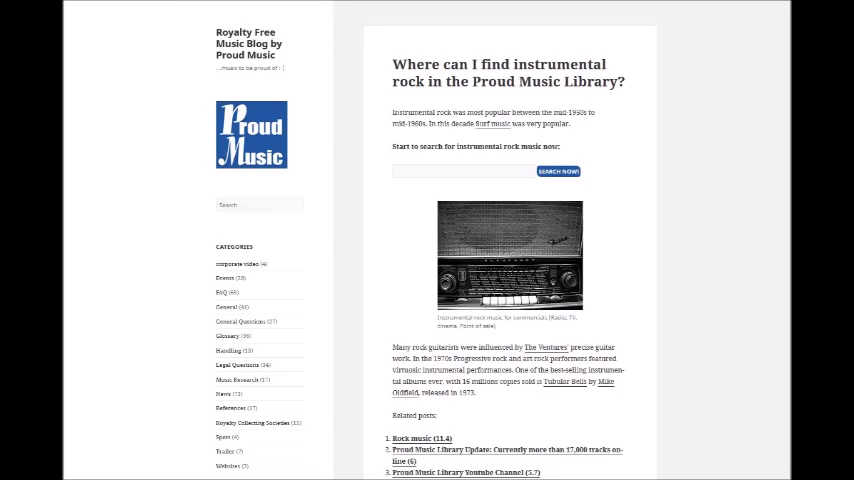 Royalty Free
Music Blog by
Proud Music
...music to be proud of :-)
Proud
Music
Search
CATEGORIES
corporate video (4)
Events (28)
FAQ (65)
General (41)
General Questions (27)
Glossary (36)
Handling (13)
Legal Questions (34)
Music Research (17)
News (73)
References (17)
Royalty Collecting Societies (11)
Spots (4)
Trailer (7)
Websites (2)
Where can I find instrumental
rock in the Proud Music Library?
Instrumental rock was most popular between the mid-1950s to
mid-1960s. In this decade Surf music was very popular.
Start to search for instrumental rock music now:
SEARCH NOW!
Instrumental rock music for commercials (Radio, TV,
cinema, Point of sale)
Many rock guitarists were influenced by The Ventures' precise guitar
work. In the 1970s Progressive rock and art rock performers featured
virtuosic instrumental performances. One of the best-selling instrumen-
tal albums ever, with 16 millions copies sold is Tubular Bells by Mike
Oldfield, released in 1973.
Related posts:
1. Rock music (11.4)
2. Proud Music Library Update: Currently more than 17,000 tracks on-
line (6)
3. Proud Music Library Youtube Channel (5.7)